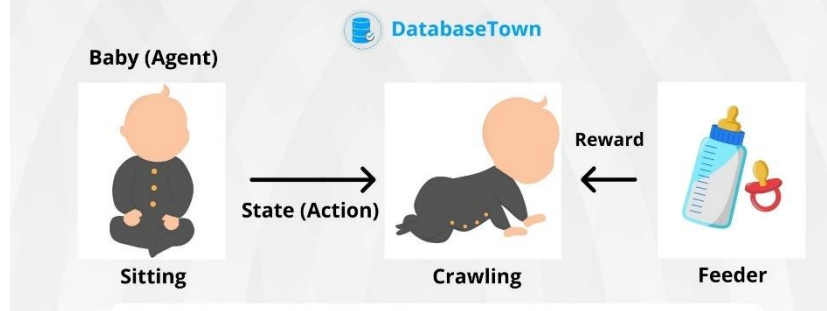 DatabaseTown
Baby (Agent)
Reward
State (Action)
Sitting
Crawling
Feeder